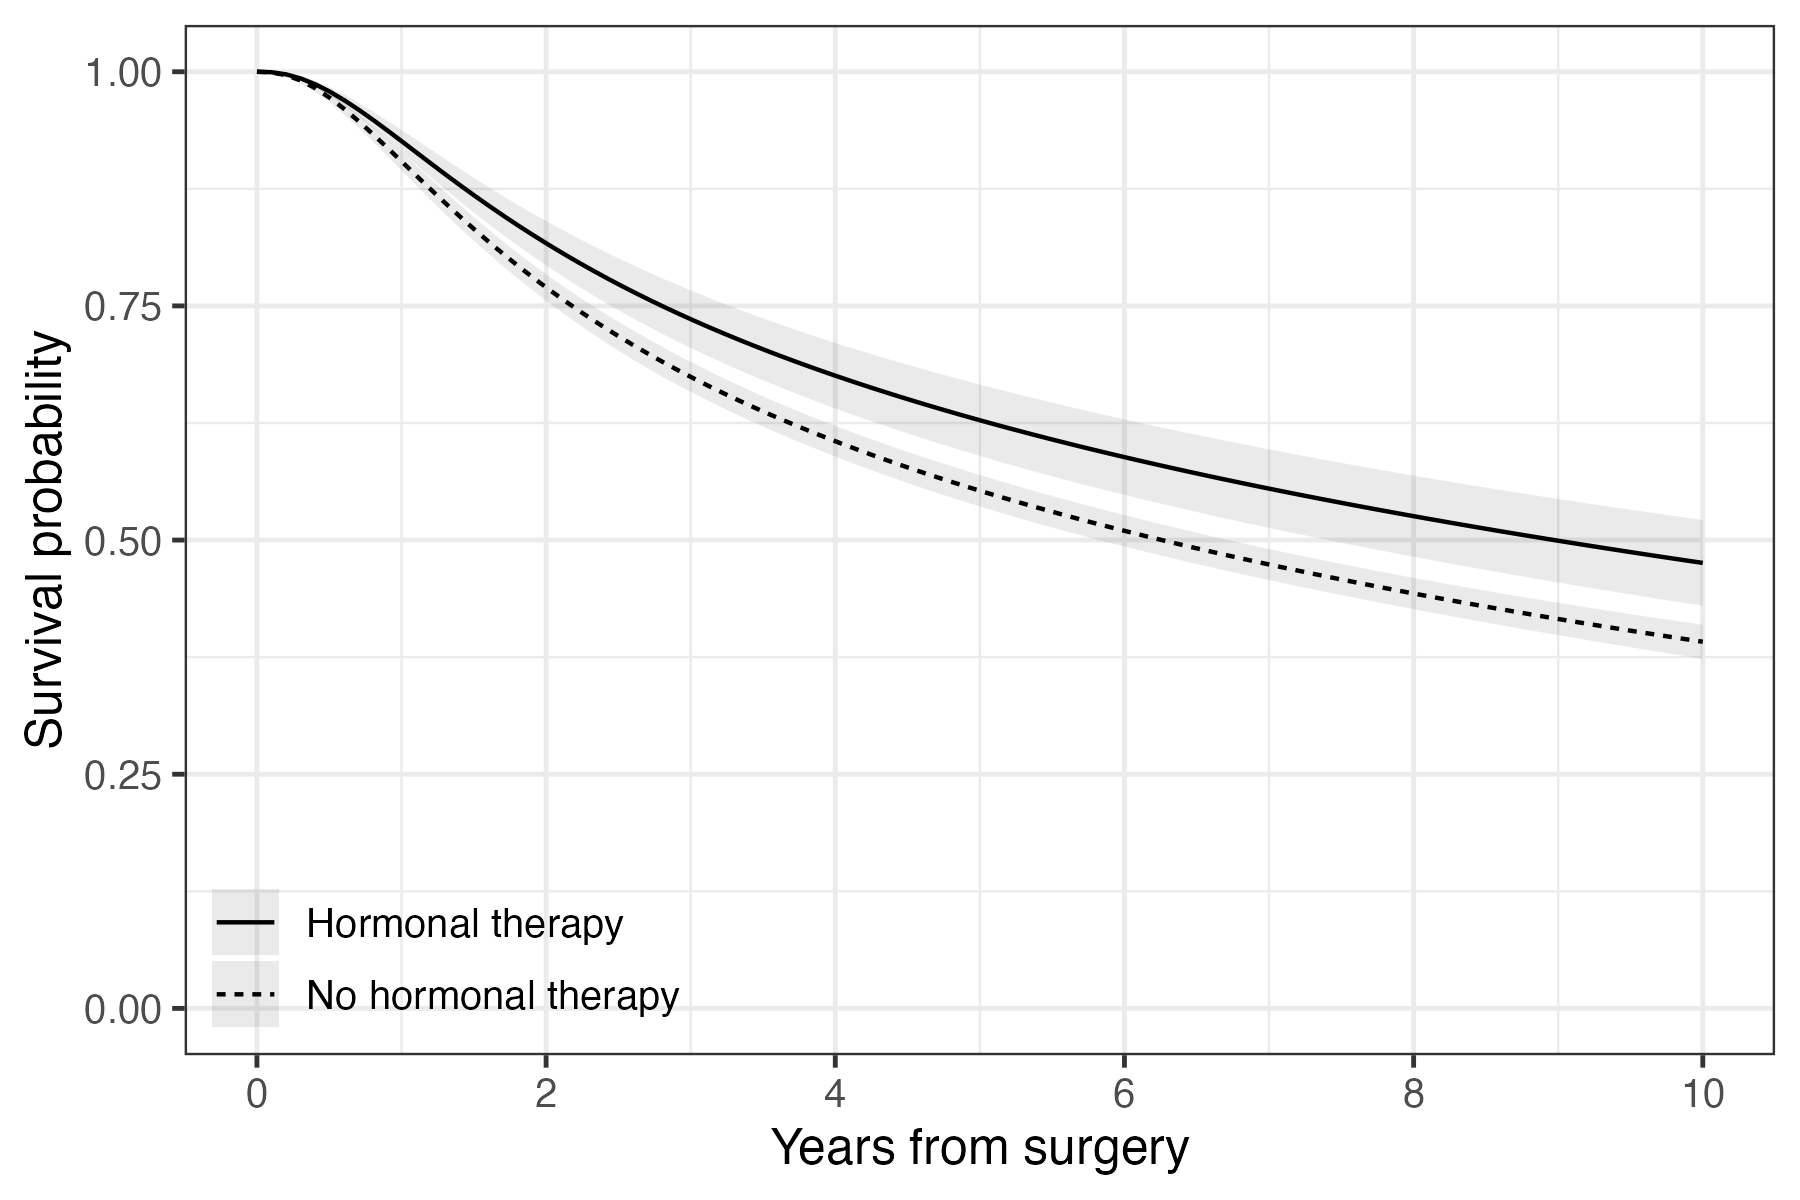 Survival probability
1.00
0.75
0.50
0.25
0.00
Hormonal therapy
No hormonal therapy
0 2 4 6 8 10
Years from surgery